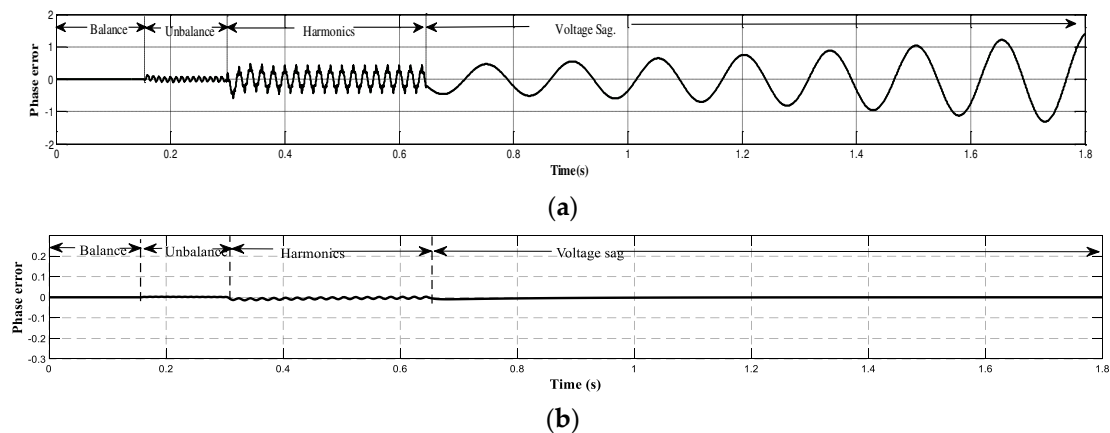 2
Balance
Unbalance
Harmonics
Voltage Sag.
1
0
-1
-2
Phase error
0 0.2 0.4 0.6 0.8 1 1.2 1.4 1.6 1.8
Time(s)
(a)
Balance
Unbalance
Harmonics
Voltage sag
0.2
0.1
0
-0.1
-0.2
-0.3
Phase error
0 0.2 0.4 0.6 0.8 1 1.2 1.4 1.6 1.8
Time (s)
(b)